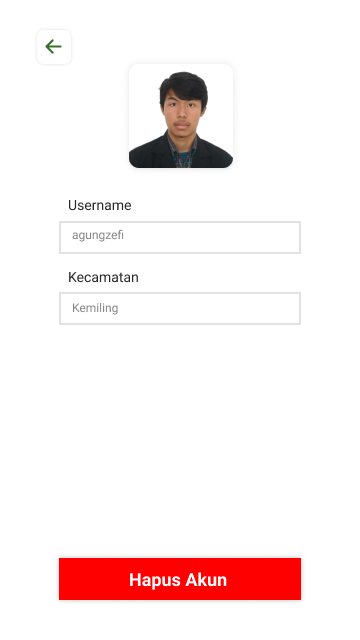 Username
agungzefi
Kecamatan
Kemiling
Hapus Akun